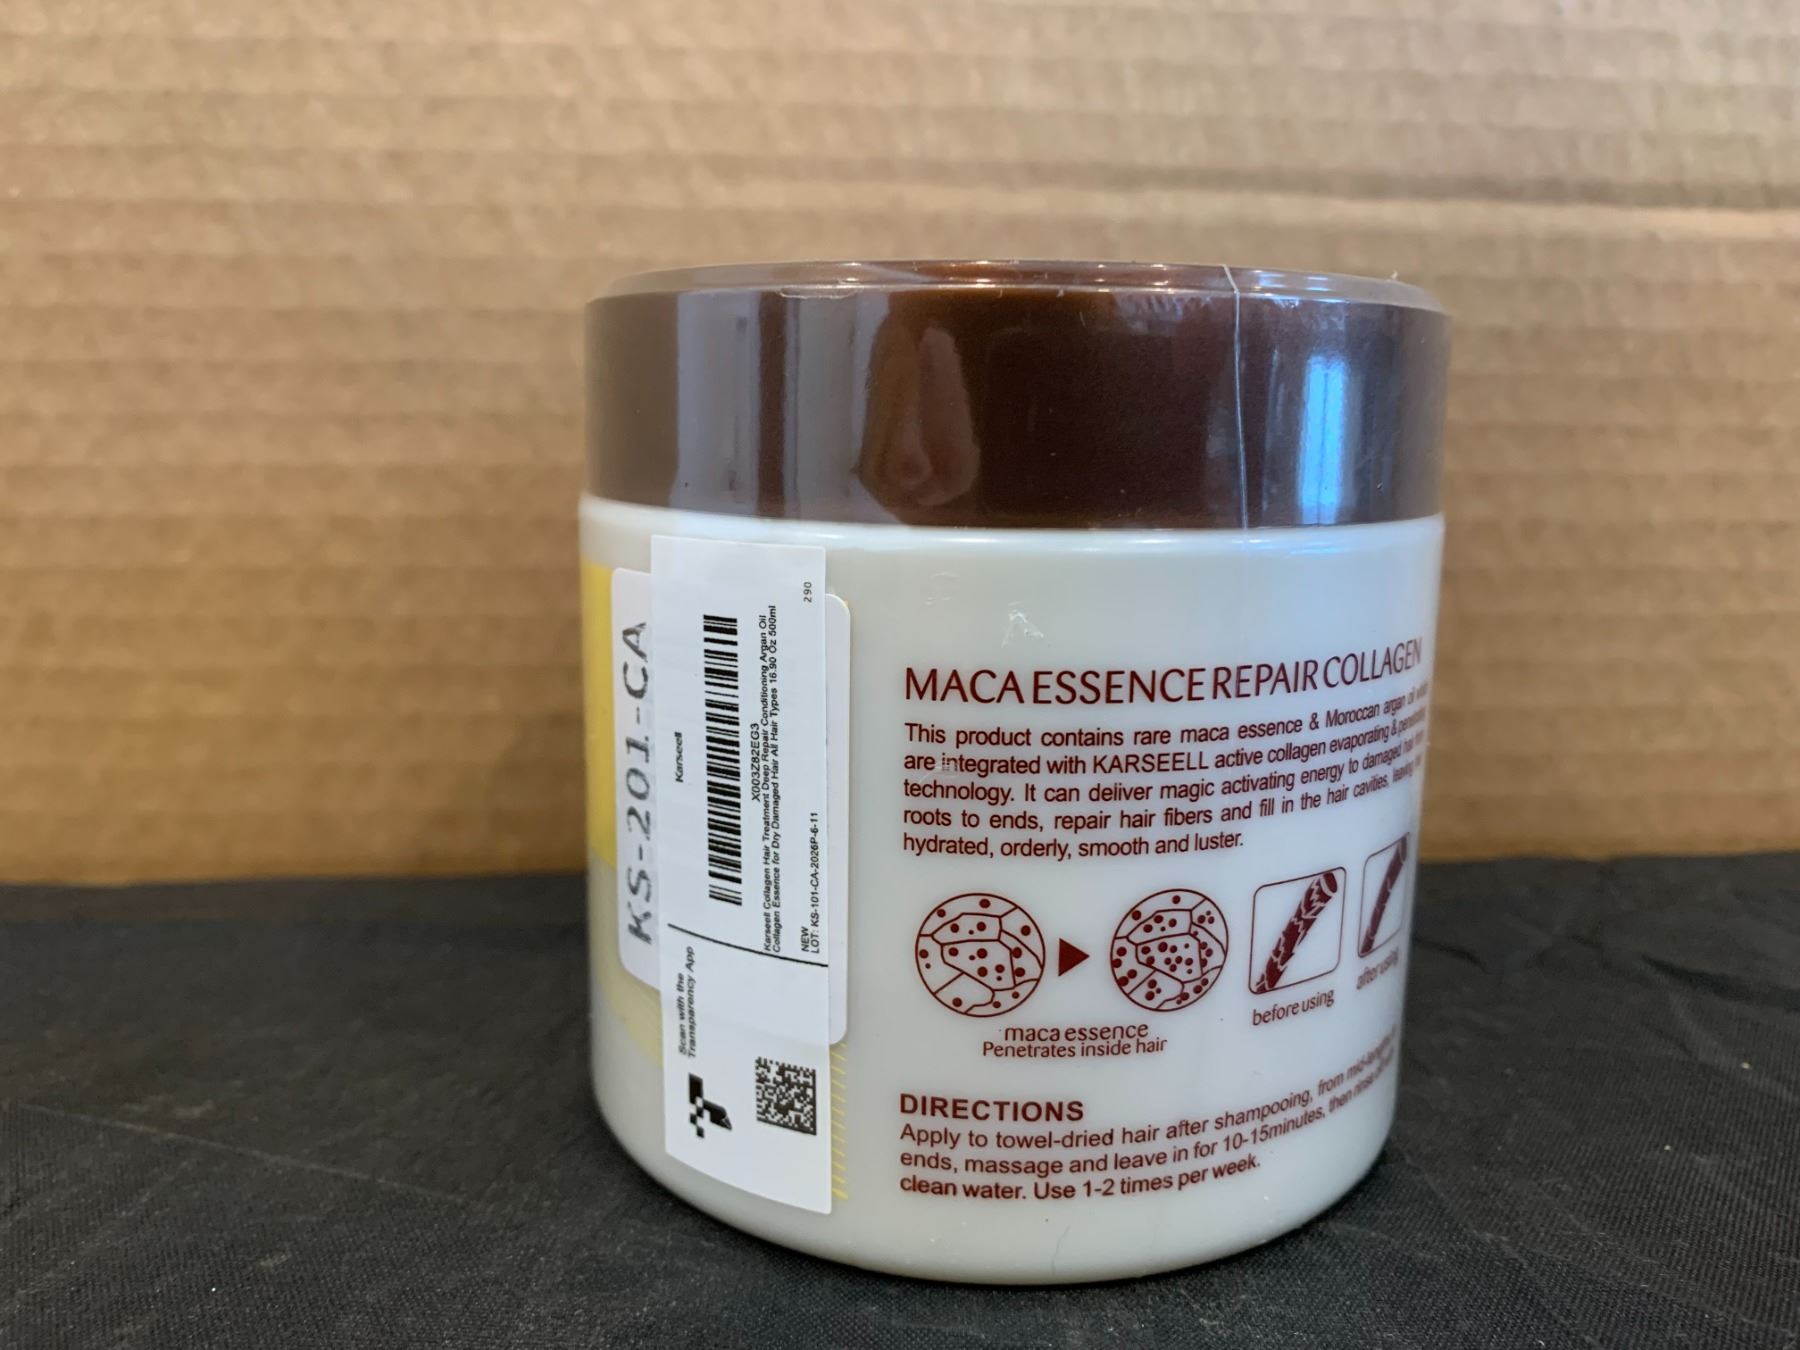 KS-201-CA
Karseell
X003Z82EG3
Karseell Collagen Hair Treatment Deep Repair Conditioning Argan Oil
Collagen Essence for Dry Damaged Hair All Hair Types 16.90 Oz 500ml
NEW
LOT: KS-101-CA-2026P-6-11
290
Scan with the
Transparency App
MACA ESSENCE REPAIR COLLAGEN
This product contains rare maca essence & Moroccan argan oil
are integrated with KARSEELL active collagen evaporating &
technology. It can deliver magic activating energy to damaged hair from
roots to ends, repair hair fibers and fill in the hair cavities,
hydrated, orderly, smooth and luster.
maca essence
Penetrates inside hair
before using
after using
DIRECTIONS
Apply to towel-dried hair after shampooing, from
ends, massage and leave in for 10-15minutes, then rinse
clean water. Use 1-2 times per week.